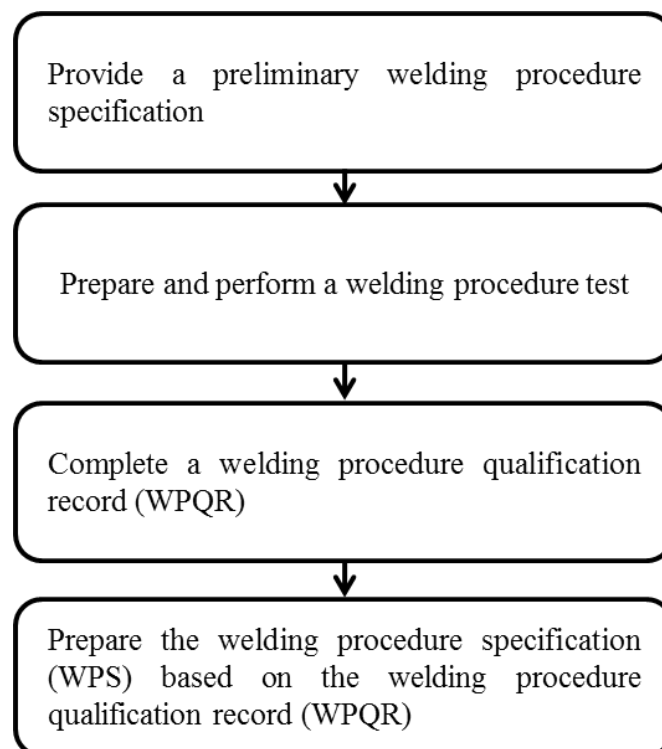 Provide a preliminary welding procedure
specification
Prepare and perform a welding procedure test
Complete a welding procedure qualification
record (WPQR)
Prepare the welding procedure specification
(WPS) based on the welding procedure
qualification record (WPQR)